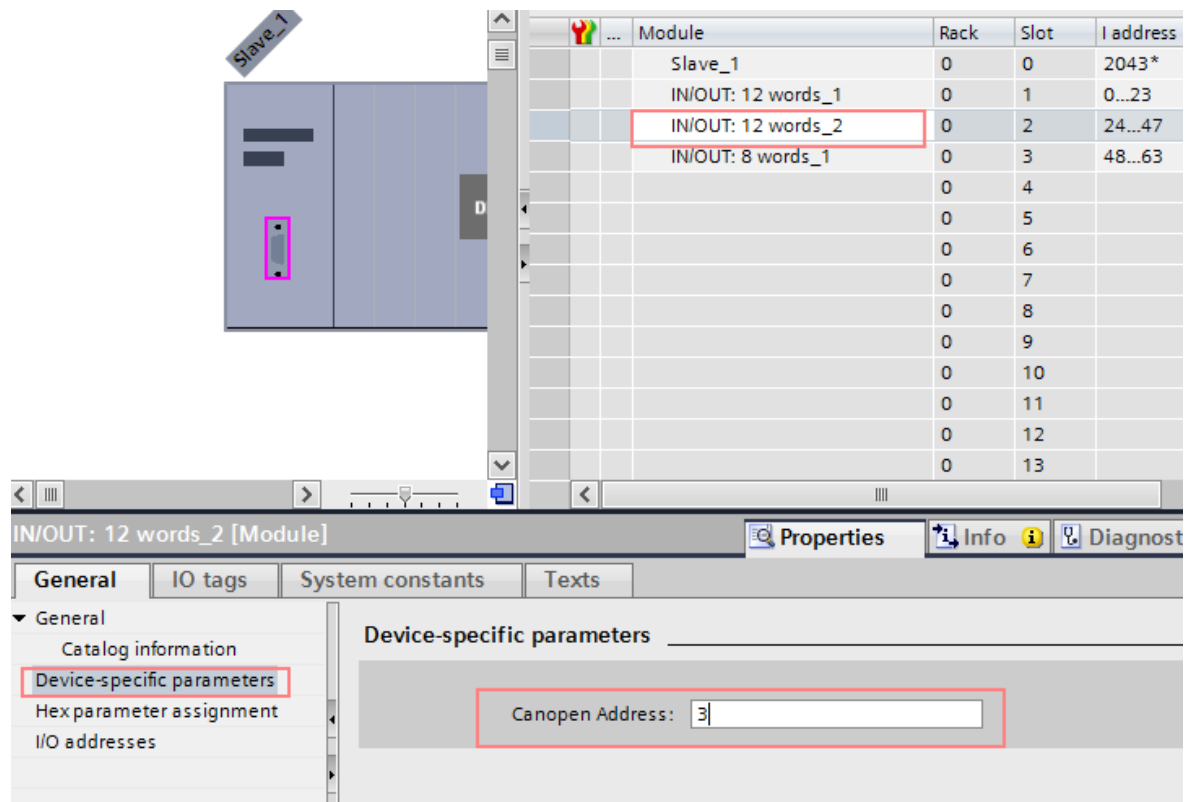 Slave_1
D
... Module Rack Slot I address
Slave_1 0 0 2043*
IN/OUT: 12 words_1 0 1 0...23
IN/OUT: 12 words_2 0 2 24...47
IN/OUT: 8 words_1 0 3 48...63
0 4
0 5
0 6
0 7
0 8
0 9
0 10
0 11
0 12
0 13
IN/OUT: 12 words_2 [Module]
Properties Info Diagnost
General IO tags System constants Texts
General
Catalog information
Device-specific parameters
Hex parameter assignment
I/O addresses
Device-specific parameters
Canopen Address: 3